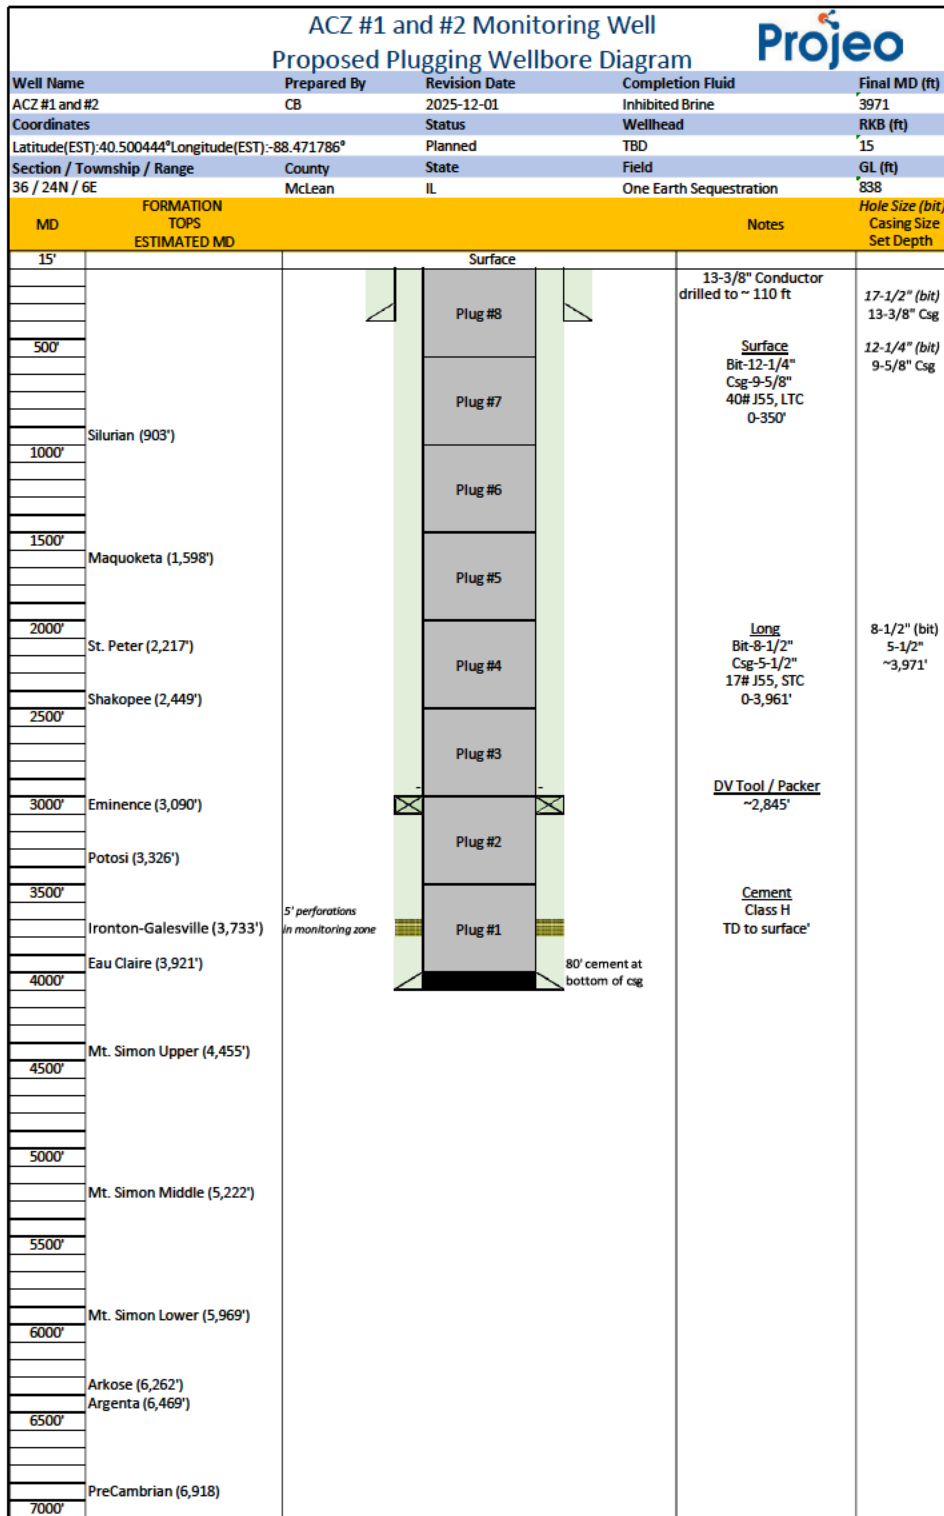 ACZ #1 and #2 Monitoring Well
Proposed Plugging Wellbore Diagram
Projeo
Well Name Prepared By Revision Date Completion Fluid Final MD (ft)
ACZ #1 and #2 CB 2025-12-01 Inhibited Brine 3971
Coordinates Status Wellhead RKB (ft)
Latitude(EST):40.500444°Longitude(EST):-88.471786° Planned TBD 15
Section / Township / Range County State Field GL (ft)
36 / 24N / 6E McLean IL One Earth Sequestration 838
MD
FORMATION
TOPS
ESTIMATED MD
Notes
Hole Size (bit)
Casing Size
Set Depth
15' Surface
13-3/8" Conductor
drilled to ~ 110 ft
17-1/2" (bit)
13-3/8" Csg
Plug #8
500'
Surface
Bit-12-1/4"
Csg-9-5/8"
40# J55, LTC
0-350'
12-1/4" (bit)
9-5/8" Csg
Plug #7
Silurian (903')
1000'
Plug #6
1500'
Maquoketa (1,598')
Plug #5
2000'
St. Peter (2,217')
Plug #4
Long
Bit-8-1/2"
Csg-5-1/2"
17# J55, STC
0-3,961'
8-1/2" (bit)
5-1/2"
~3,971'
Shakopee (2,449')
2500'
Plug #3
DV Tool / Packer
~2,845'
3000' Eminence (3,090')
Plug #2
Potosi (3,326')
3500'
Cement
Class H
TD to surface'
5' perforations
in monitoring zone
Ironton-Galesville (3,733')
Plug #1
Eau Claire (3,921')
80' cement at
bottom of csg
4000'
Mt. Simon Upper (4,455')
4500'
5000'
Mt. Simon Middle (5,222')
5500'
Mt. Simon Lower (5,969')
6000'
Arkose (6,262')
Argenta (6,469')
6500'
PreCambrian (6,918)
7000'